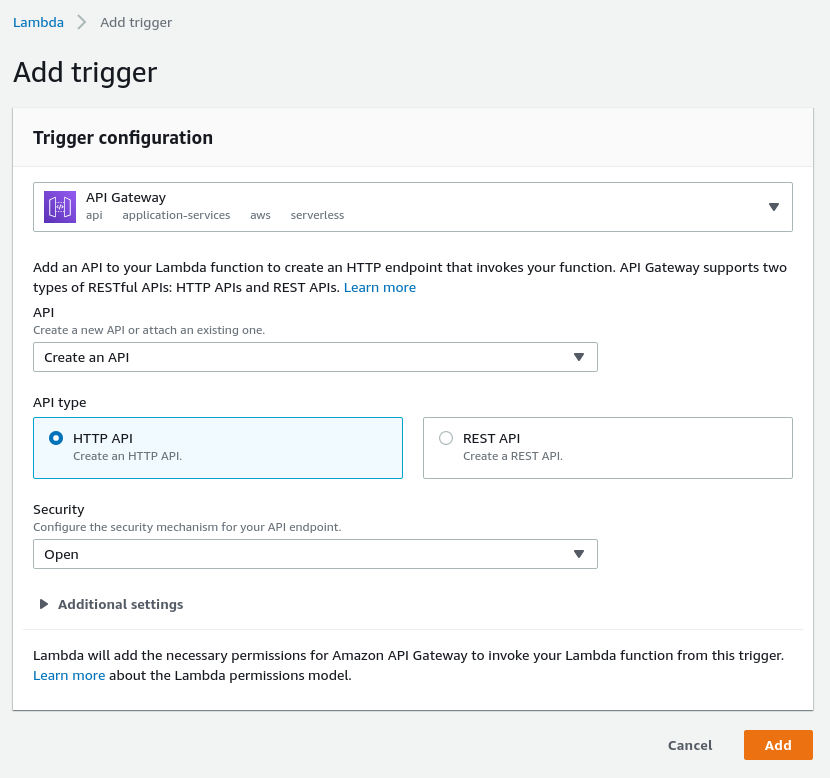 Lambda Add trigger
Add trigger
Trigger configuration
API Gateway
api application-services aws serverless
Add an API to your Lambda function to create an HTTP endpoint that invokes your function. API Gateway supports two
types of RESTful APIs: HTTP APIs and REST APIs. Learn more
API
Create a new API or attach an existing one.
Create an API
API type
HTTP API
Create an HTTP API.
REST API
Create a REST API.
Security
Configure the security mechanism for your API endpoint.
Open
Additional settings
Lambda will add the necessary permissions for Amazon API Gateway to invoke your Lambda function from this trigger.
Learn more about the Lambda permissions model.
Cancel Add